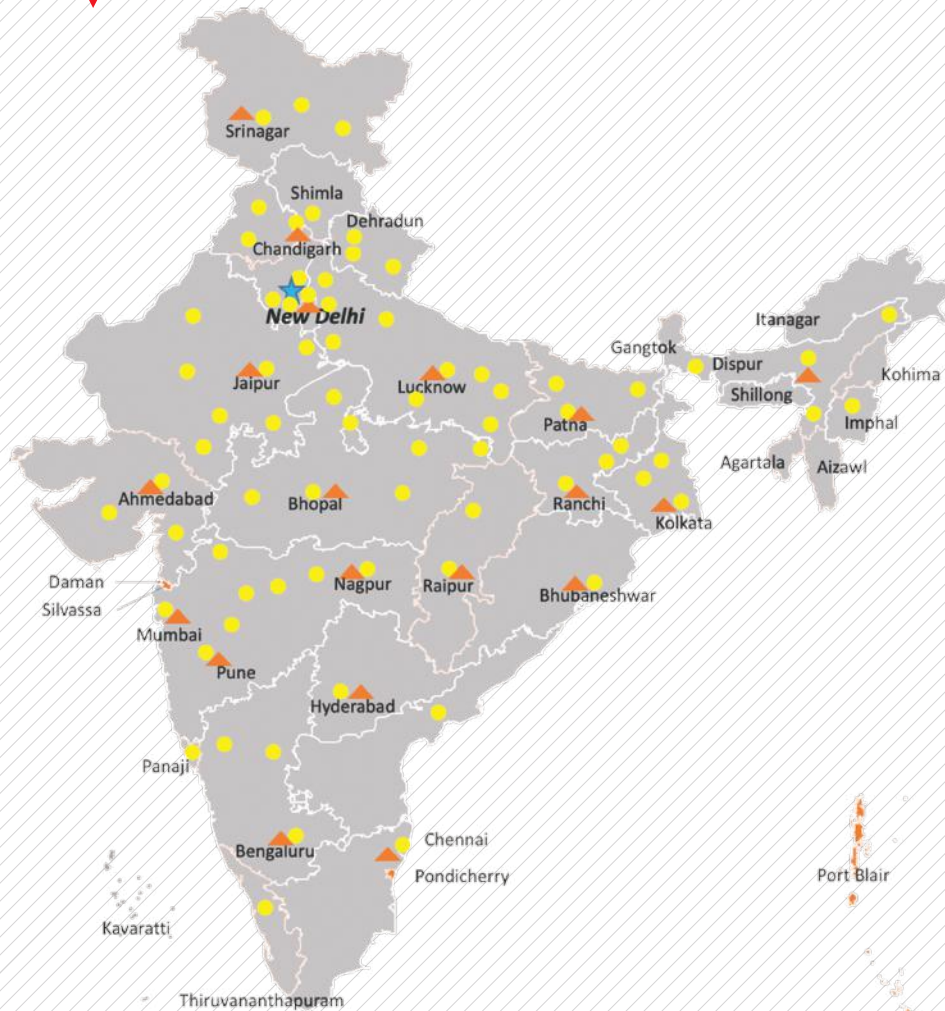 Srinagar
Shimla
Dehradun
Chandigarh
New Delhi
Itanagar
Gangtok
Dispur
Kohima
Jaipur
Lucknow
Shillong
Imphal
Patna
Agartala
Aizawl
Ahmedabad
Bhopal
Ranchi
Kolkata
Daman
Nagpur
Raipur
Bhubaneshwar
Silvassa
Mumbai
Pune
Hyderabad
Panaji
Chennai
Bengaluru
Pondicherry
Port Blair
Kavaratti
Thiruvananthapuram